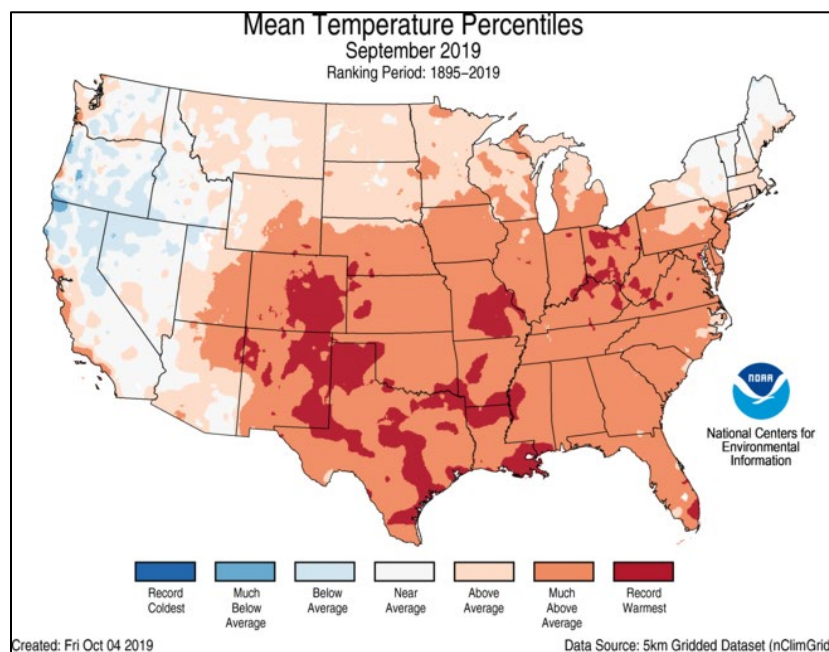 Mean Temperature Percentiles
September 2019
Ranking Period: 1895–2019
NOAA
National Centers for
Environmental
Information
Record
Coldest
Much
Below
Average
Below
Average
Near
Average
Above
Average
Much
Above
Average
Record
Warmest
Created: Fri Oct 04 2019
Data Source: 5km Gridded Dataset (nClimGrid